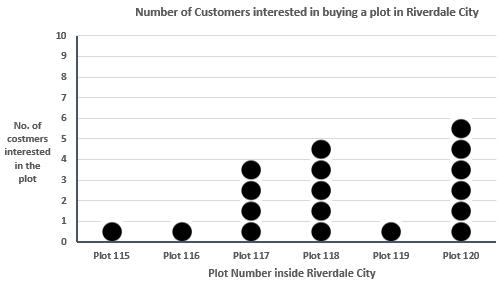 Number of Customers interested in buying a plot in Riverdale City
10
9
8
7
6
5
4
3
2
1
0
No. of
costmers
interested
in the
plot
Plot 115 Plot 116 Plot 117 Plot 118 Plot 119 Plot 120
Plot Number inside Riverdale City